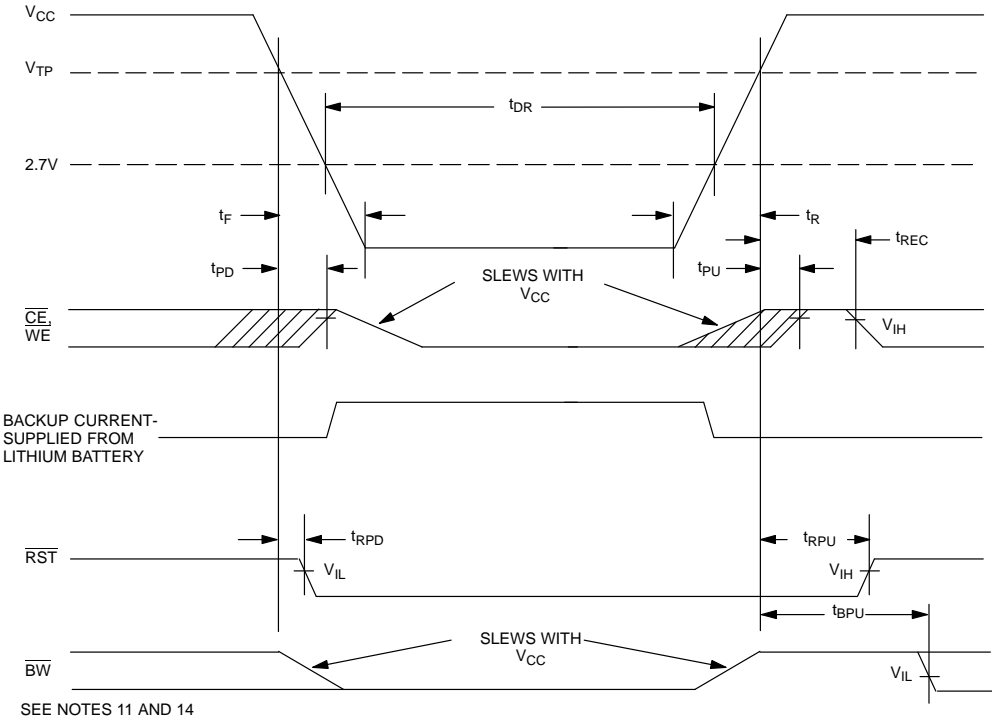 VCC
VTP
tDR
2.7V
tF
tR
tREC
tPD
tPU
SLEWS WITH
VCC
CE,
WE
VIH
BACKUP CURRENT-
SUPPLIED FROM
LITHIUM BATTERY
tRPD
tRPU
RST
VIL
VIH
tBPU
SLEWS WITH
VCC
BW
VIL
SEE NOTES 11 AND 14